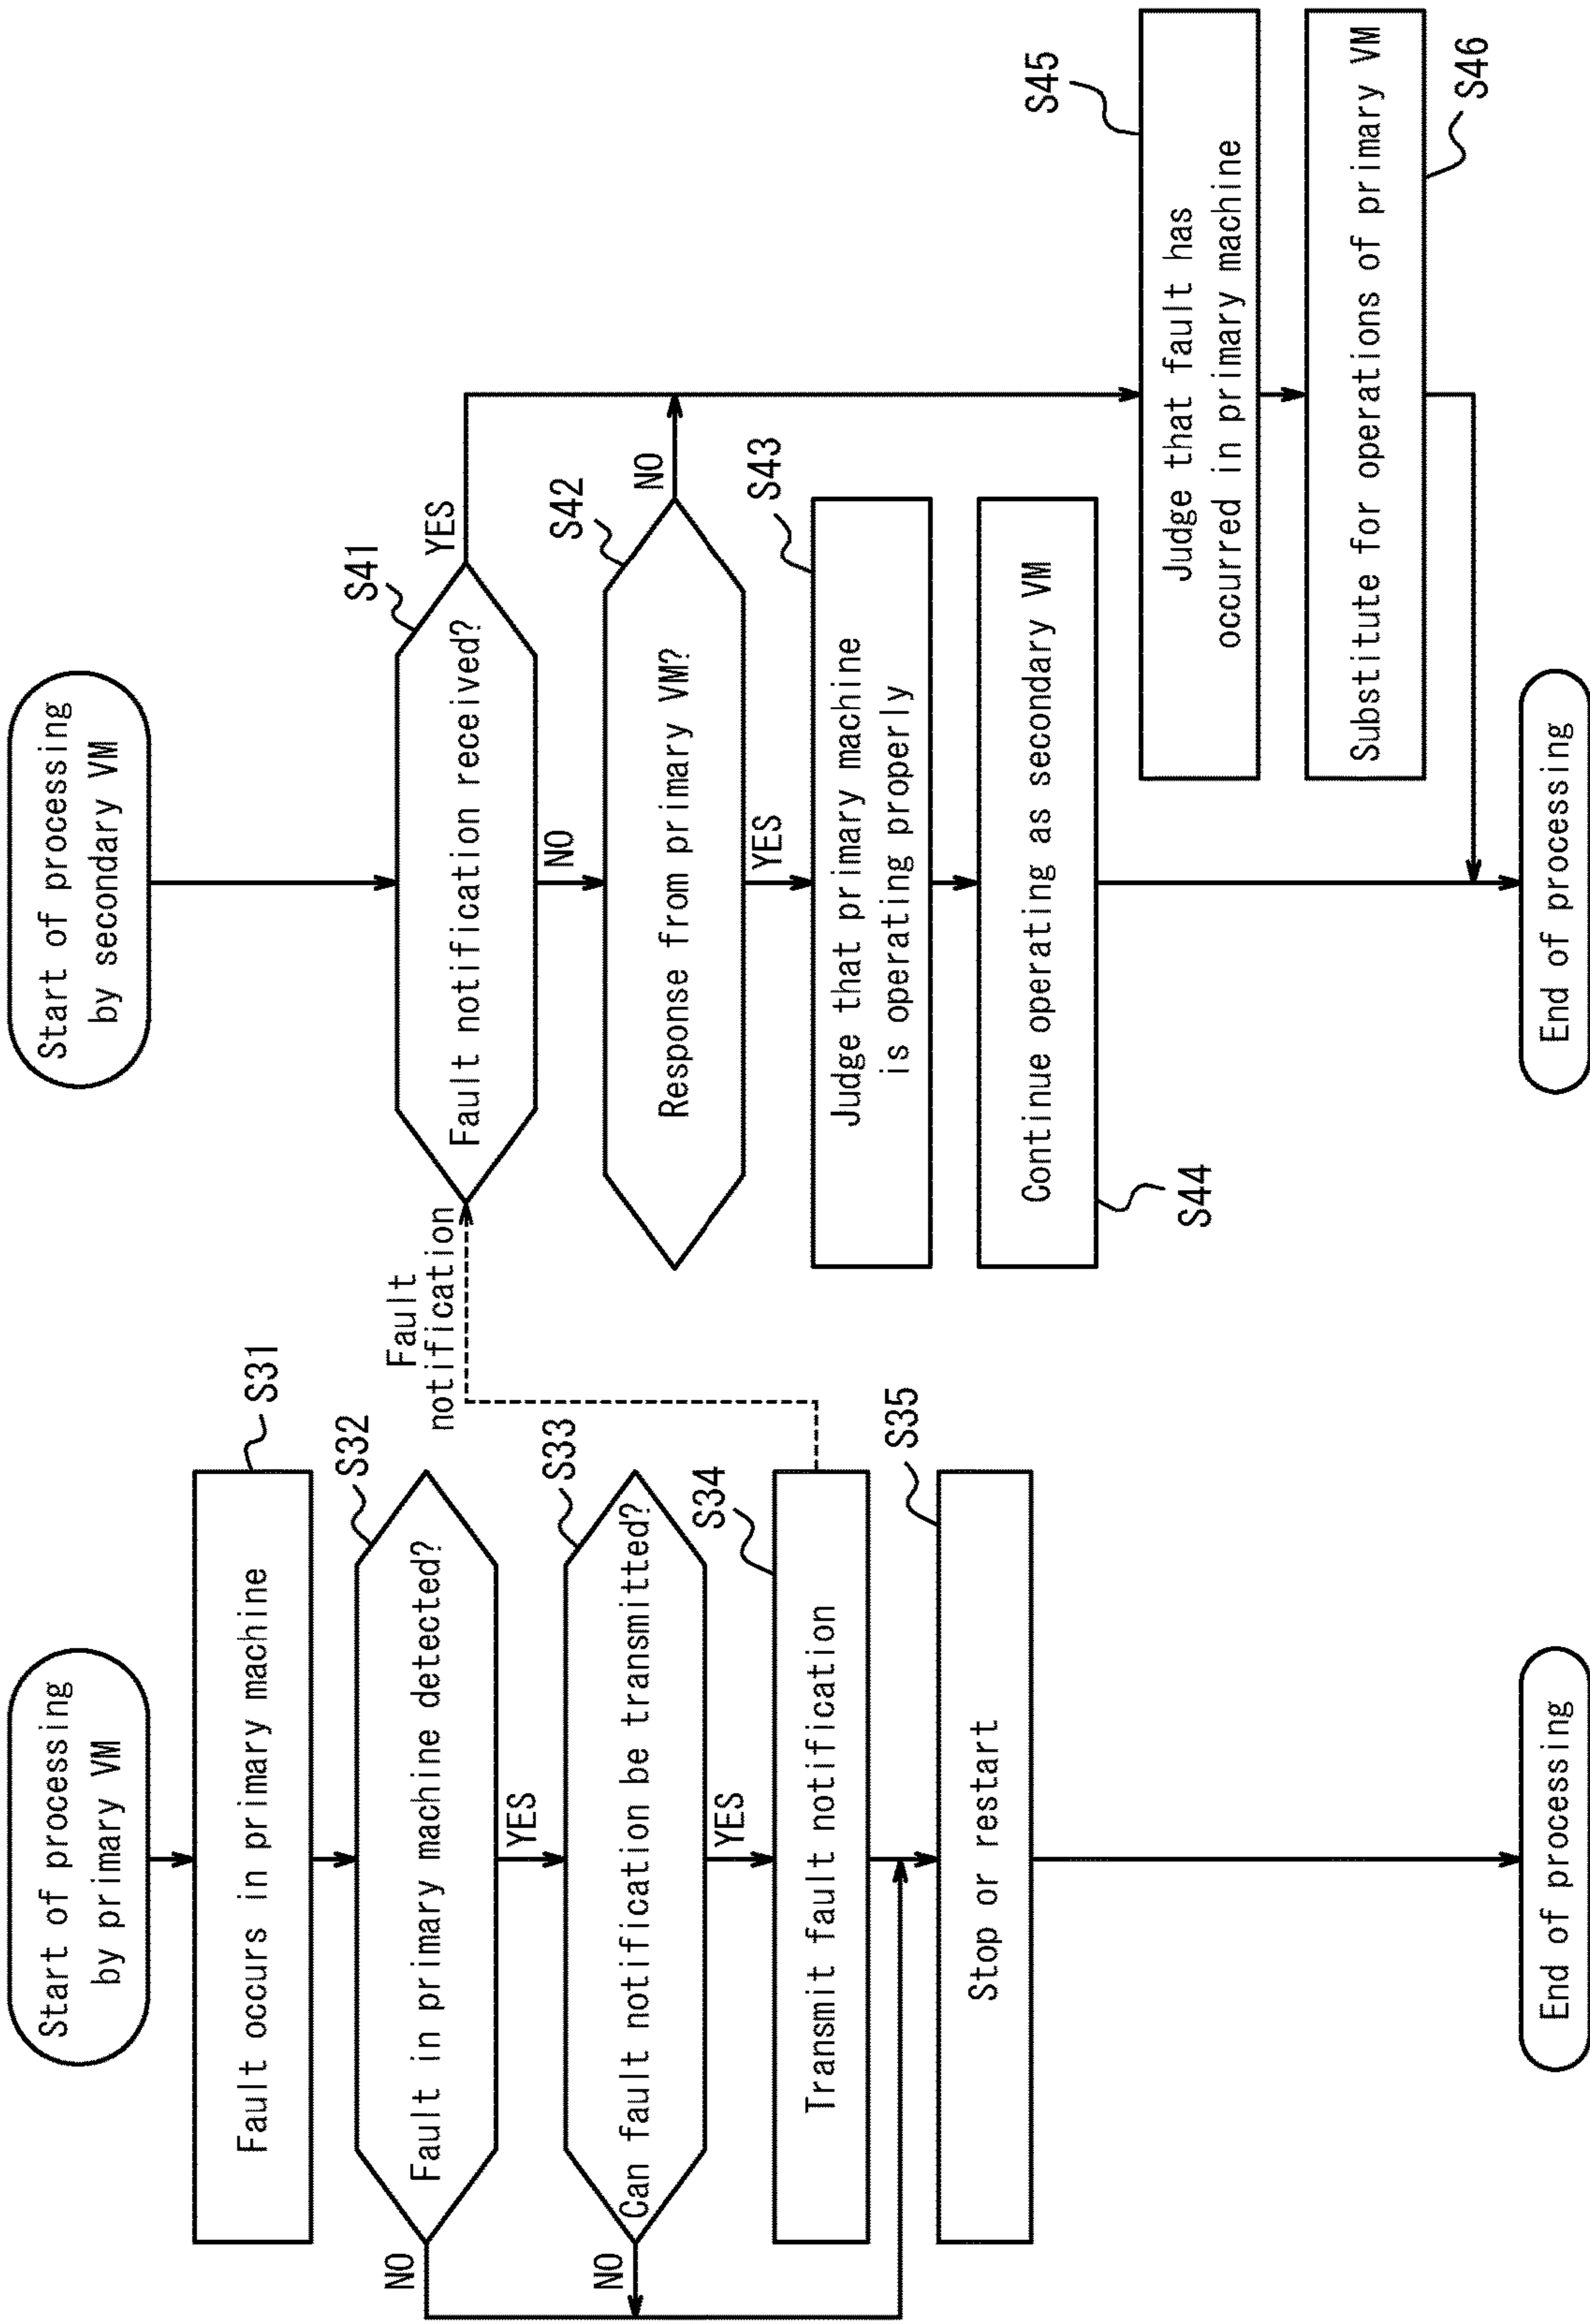 Start of processing
by primary VM
Fault occurs in primary machine
S31
Fault in primary machine detected?
S32
NO
YES
Can fault notification be transmitted?
S33
NO
YES
Transmit fault notification
S34
Stop or restart
S35
End of processing
Fault
notification
Start of processing
by secondary VM
Fault notification received?
S41
YES
NO
Response from primary VM?
S42
NO
YES
Judge that primary machine
is operating properly
S43
Continue operating as secondary VM
S44
Judge that fault has
occurred in primary machine
S45
Substitute for operations of primary VM
S46
End of processing